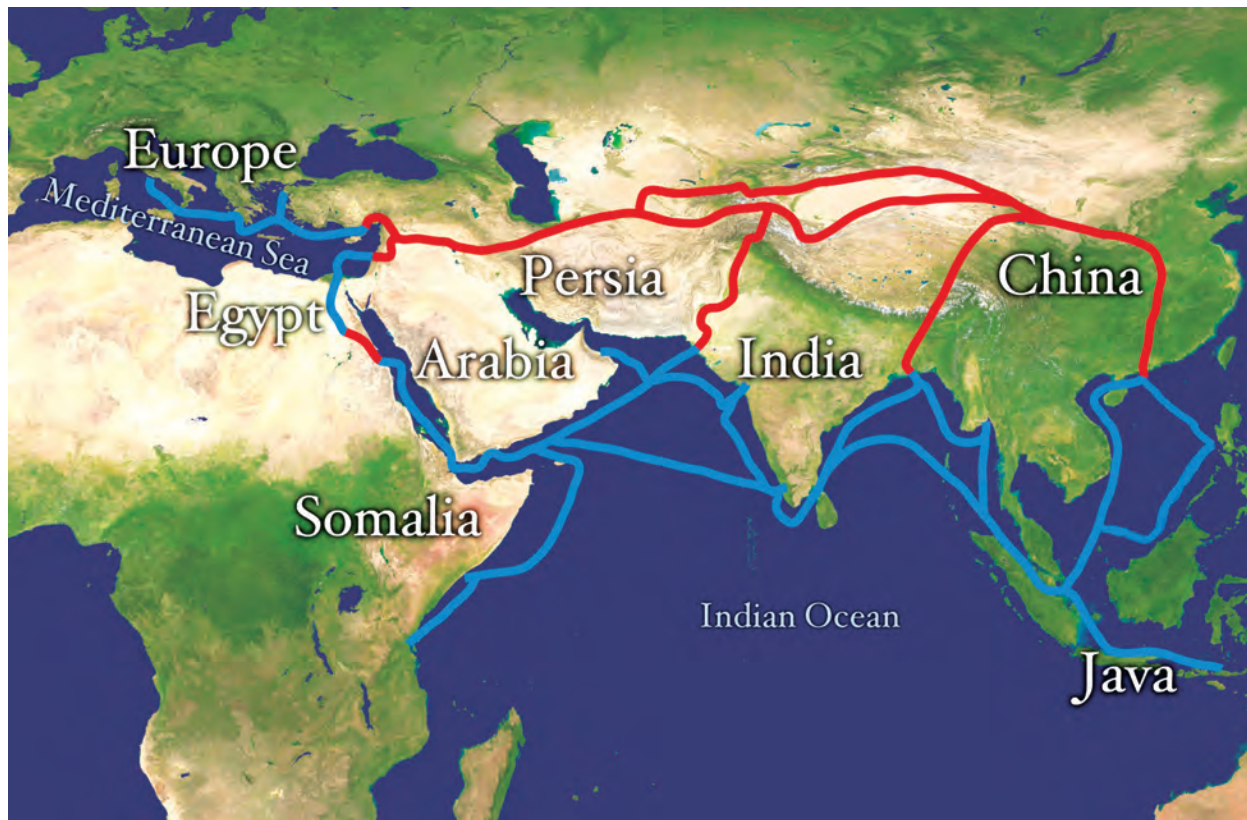 Europe
Mediterranean Sea
Persia
China
Egypt
Arabia
India
Somalia
Indian Ocean
Java